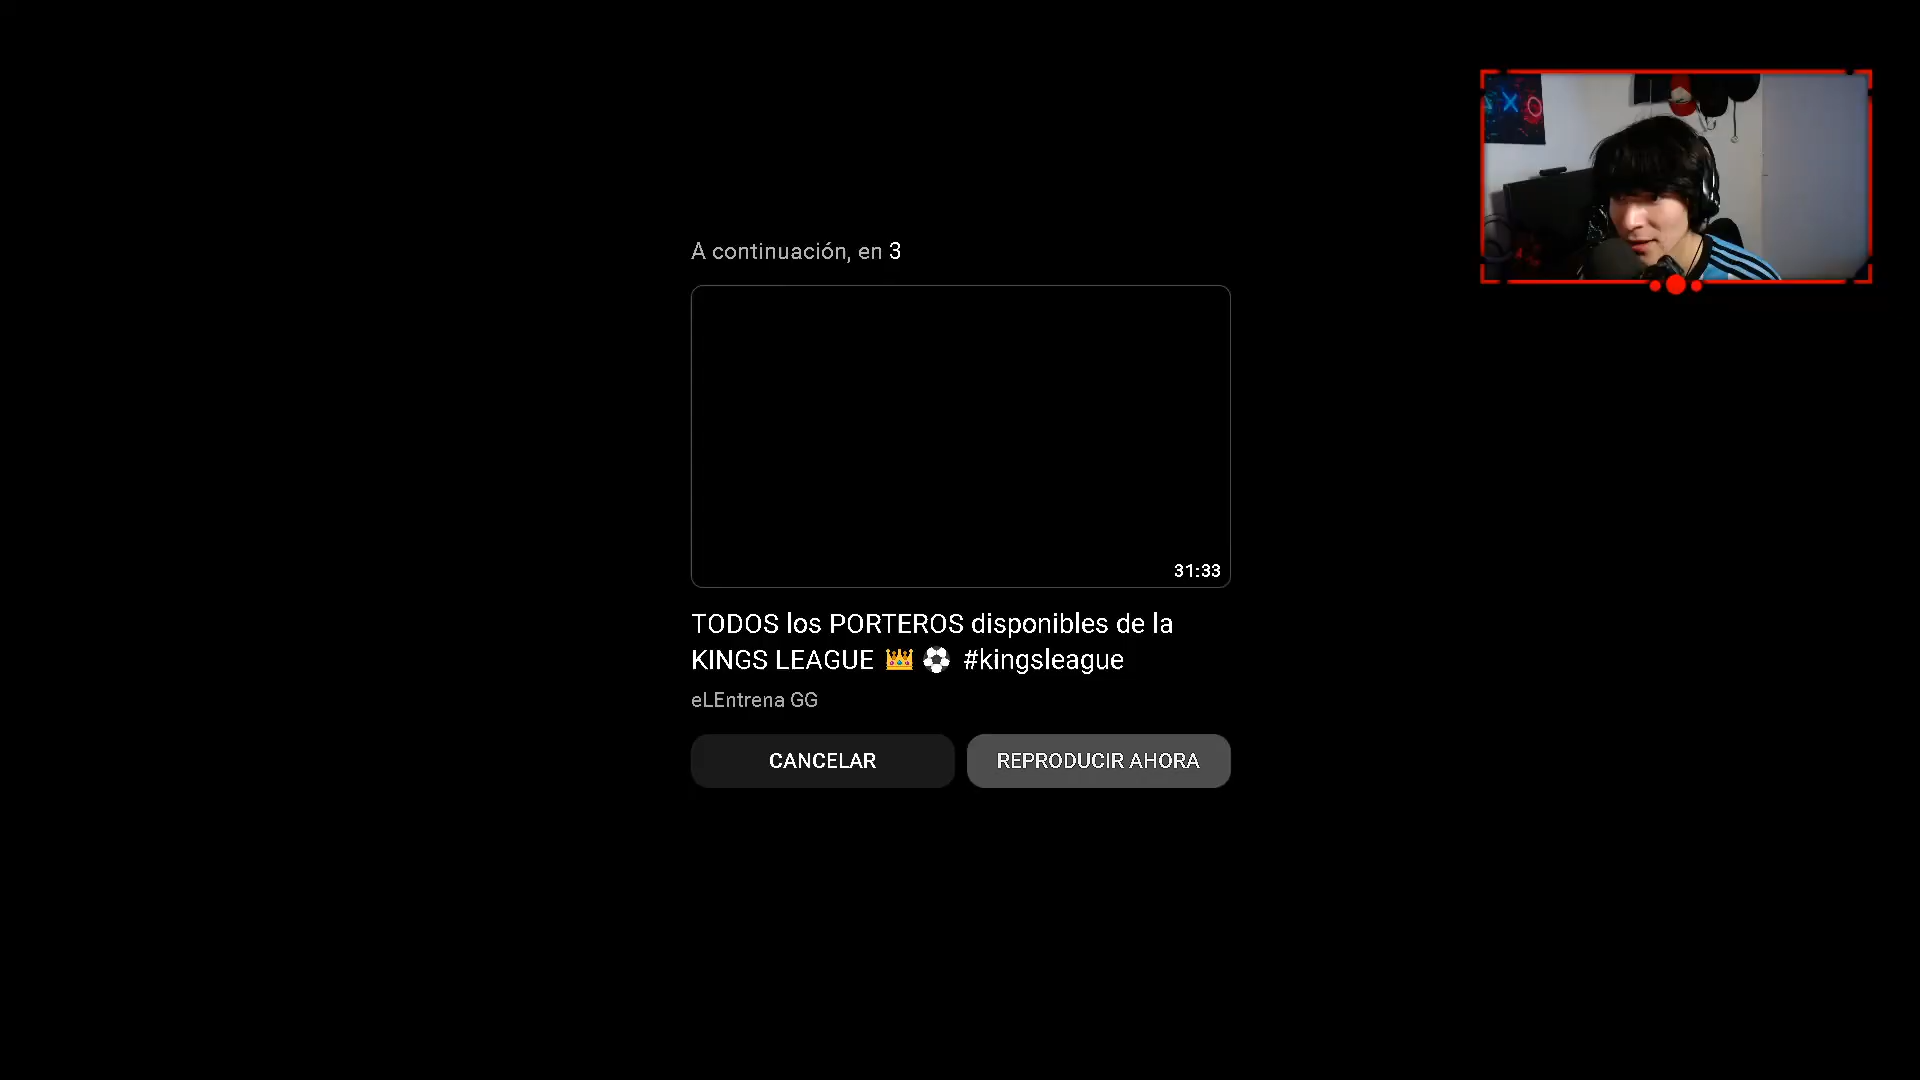 A continuación, en 3
31:33
TODOS los PORTEROS disponibles de la
KINGS LEAGUE 👑 ⚽ #kingsleague
eLEntrena GG
CANCELAR
REPRODUCIR AHORA